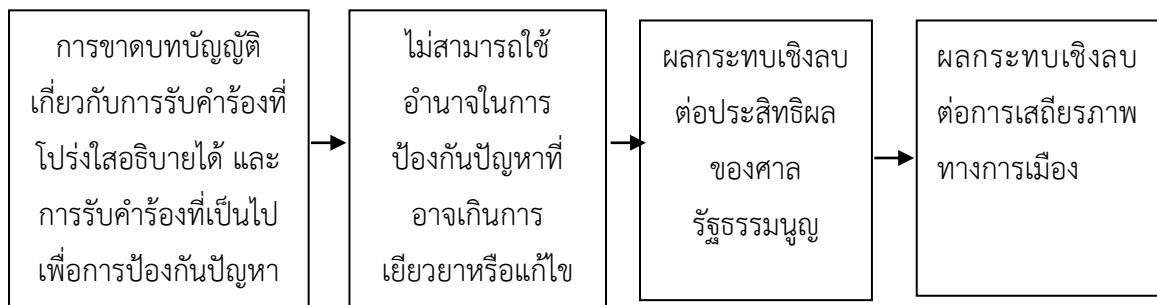 การขาดบทบัญญัติ
เกี่ยวกับการรับคำร้องที่
โปร่งใสอธิบายได้ และ
การรับคำร้องที่เป็นไป
เพื่อการป้องกันปัญหา
ไม่สามารถใช้
อำนาจในการ
ป้องกันปัญหาที่
อาจเกินการ
เยียวยาหรือแก้ไข
ผลกระทบเชิงลบ
ต่อประสิทธิผล
ของศาล
รัฐธรรมนูญ
ผลกระทบเชิงลบ
ต่อการเสถียรภาพ
ทางการเมือง